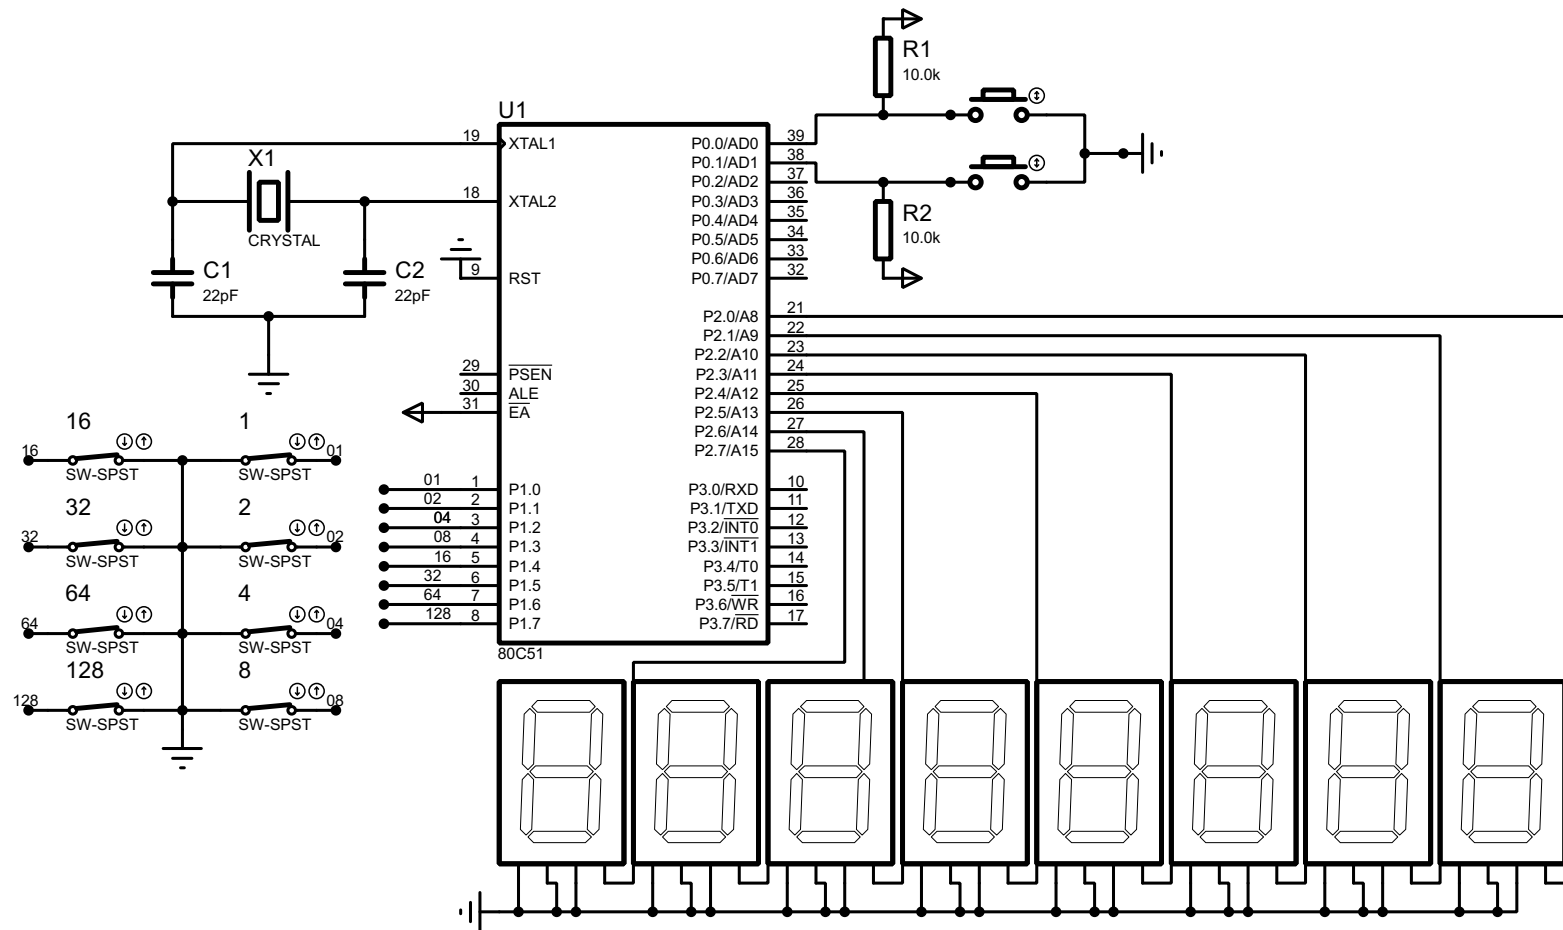 R1
10.0k
U1
19 XTAL1 P0.0/AD0 39
X1 P0.1/AD1 38
P0.2/AD2 37
18 XTAL2 P0.3/AD3 36
R2
P0.4/AD4 35
CRYSTAL P0.5/AD5 34 10.0k
P0.6/AD6 33
C1 C2 9 RST P0.7/AD7 32
22pF 22pF
P2.0/A8 21
P2.1/A9 22
P2.2/A10 23
29 PSEN P2.3/A11 24
30 ALE P2.4/A12 25
31 EA P2.5/A13 26
16 1 P2.6/A14 27
16 01 P2.7/A15 28
SW-SPST SW-SPST
01 1 P1.0 P3.0/RXD 10
32 2 02 2 P1.1 P3.1/TXD 11
04 3 P1.2 P3.2/INT0 12
32 02 08 4 P1.3 P3.3/INT1 13
SW-SPST SW-SPST 16 5 P1.4 P3.4/T0 14
32 6 P1.5 P3.5/T1 15
64 4 64 7 P1.6 P3.6/WR 16
64 04 128 8 P1.7 P3.7/RD 17
SW-SPST SW-SPST 80C51
128 8
128 08
SW-SPST SW-SPST